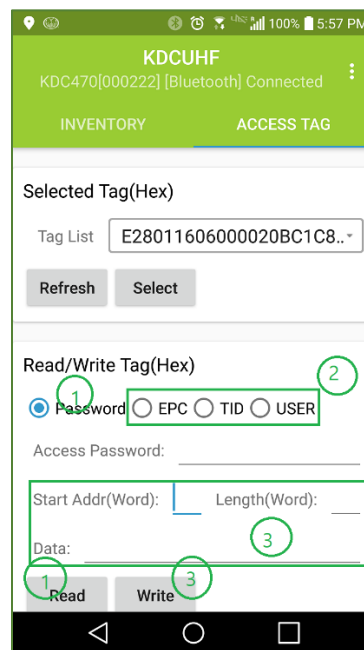 100% 5:57 PM
KDCUHF
KDC470[000222] [Bluetooth] Connected
INVENTORY ACCESS TAG
Selected Tag(Hex)
Tag List E28011606000020BC1C8..
Refresh Select
Read/Write Tag(Hex)
2
1
Password EPC TID USER
Access Password:
Start Addr(Word): Length(Word):
3
Data:
1 3
Read Write